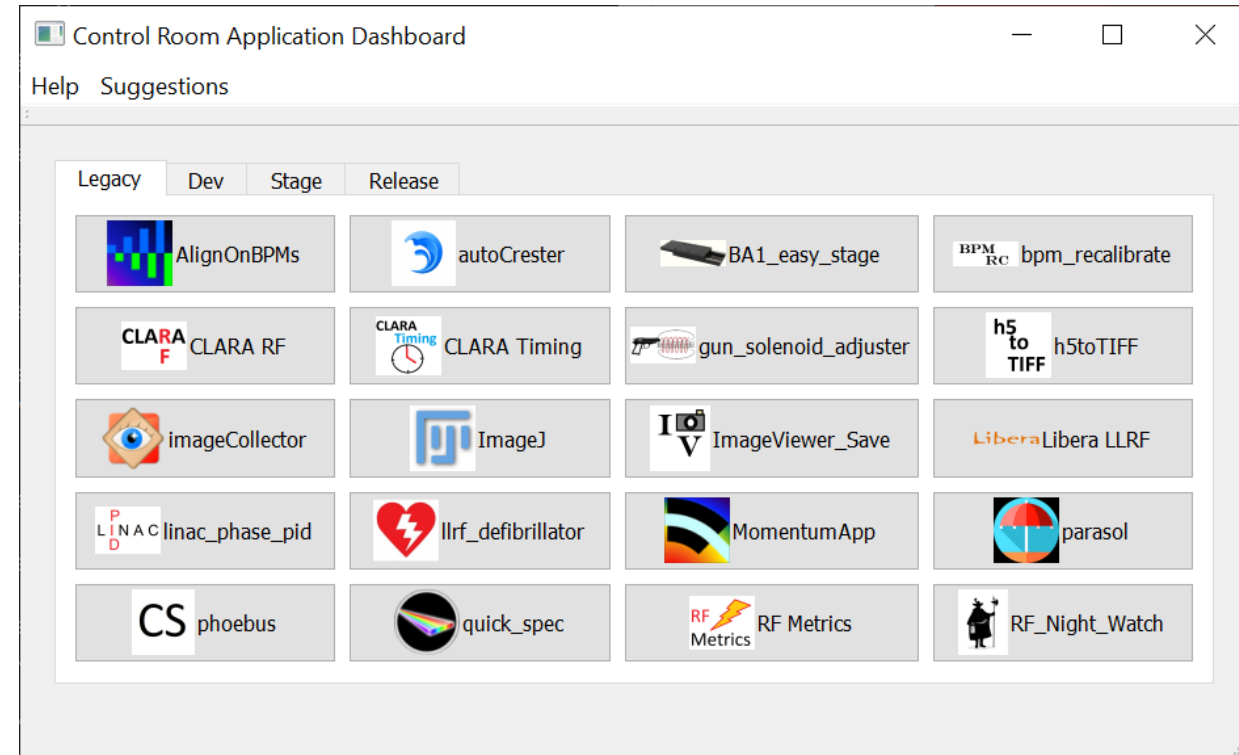 Control Room Application Dashboard
Help Suggestions
Legacy Dev Stage Release
AlignOnBPMs
autoCrester
BA1_easy_stage
BPM
RC
bpm_recalibrate
CLARA
F
CLARA RF
CLARA
Timing
CLARA Timing
gun_solenoid_adjuster
h5
to
TIFF
h5toTIFF
imageCollector
ImageJ
I
V
ImageViewer_Save
Libera
Libera LLRF
P
LINAC
D
linac_phase_pid
llrf_defibrillator
MomentumApp
parasol
CS
phoebus
quick_spec
RF
Metrics
RF Metrics
RF_Night_Watch